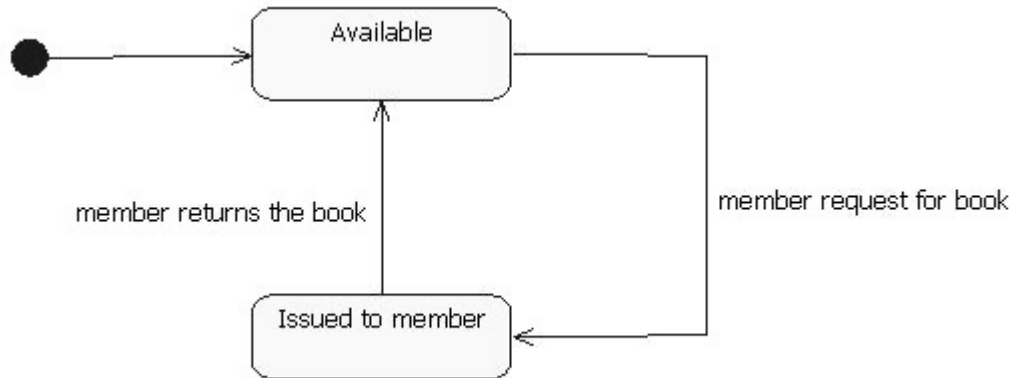 Available
member returns the book
member request for book
Issued to member